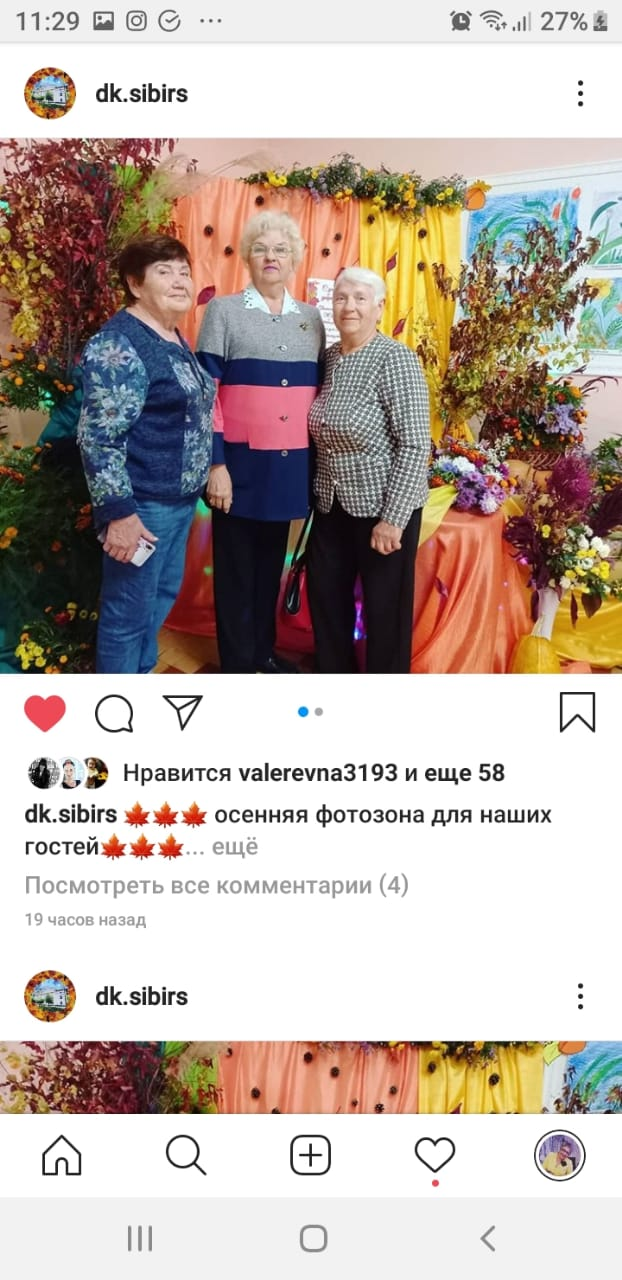 11:29
27%
dk.sibirs
Нравится valerevna3193 и еще 58
dk.sibirs 🍁🍁🍁 осенняя фотозона для наших
гостей🍁🍁🍁... ещё
Посмотреть все комментарии (4)
19 часов назад
dk.sibirs